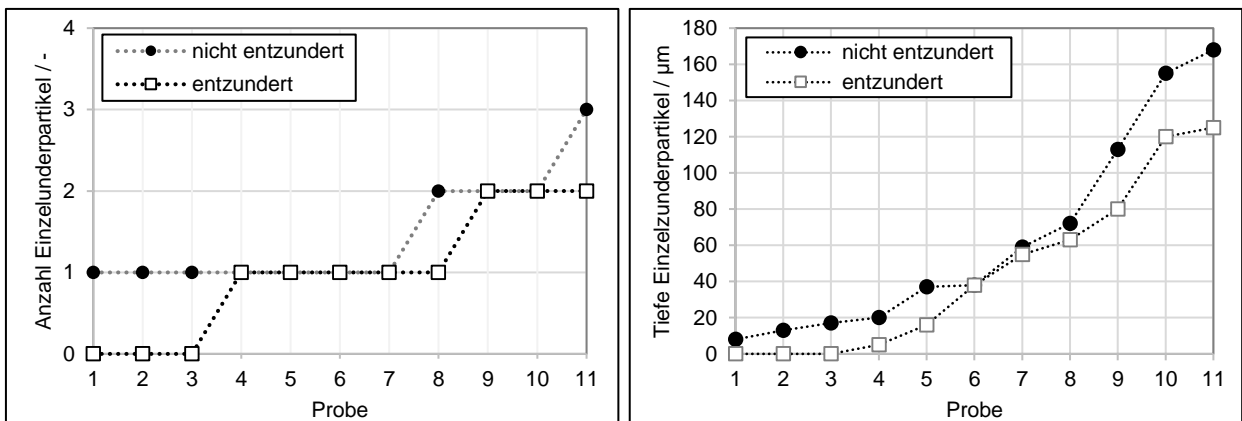 Anzahl Einzelunderpartikel / -
4
3
2
1
0
nicht entzundert
entzundert
1 2 3 4 5 6 7 8 9 10 11
Probe
Tiefe Einzelzunderpartikel / µm
180
160
140
120
100
80
60
40
20
0
nicht entzundert
entzundert
1 2 3 4 5 6 7 8 9 10 11
Probe